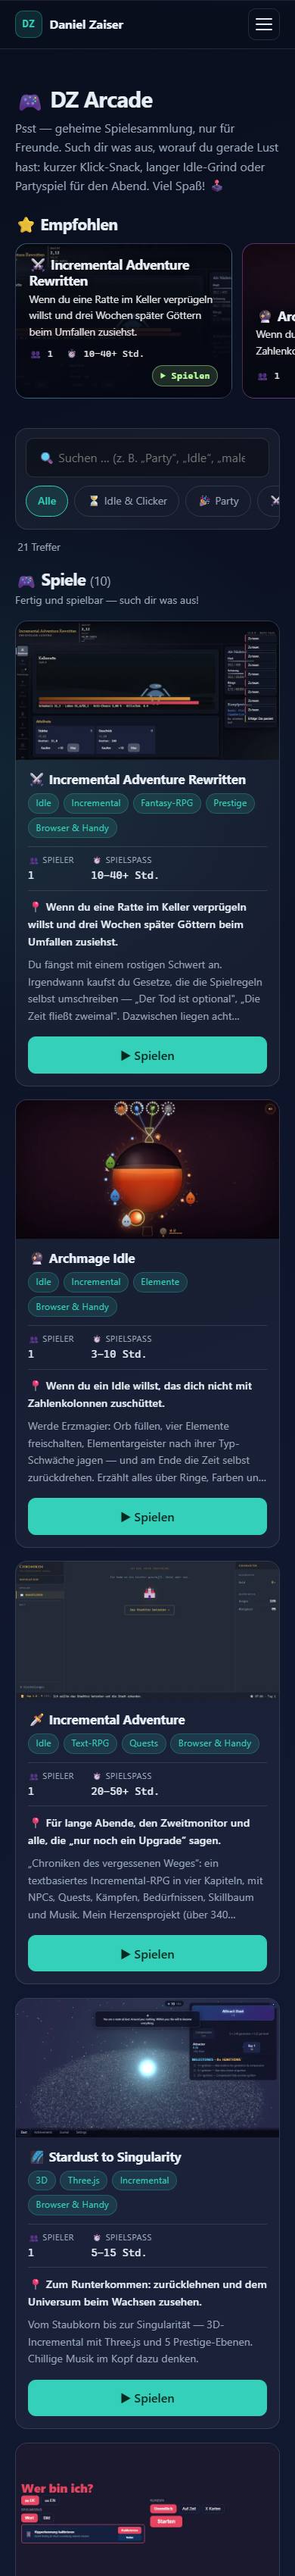 DZ Daniel Zaiser
DZ Arcade
Psst — geheime Spielesammlung, nur für
Freunde. Such dir was aus, worauf du gerade Lust
hast: kurzer Klick-Snack, langer Idle-Grind oder
Partyspiel für den Abend. Viel Spaß!
Empfohlen
Incremental Adventure
Rewritten
Wenn du eine Ratte im Keller verprügeln
willst und drei Wochen später Göttern
beim Umfallen zusiehst.
1 10–40+ Std.
▶ Spielen
Wenn du
Zahlenko
1
Suchen … (z. B. „Party“, „Idle“, „male
Alle
Idle & Clicker
Party
21 Treffer
Spiele (10)
Fertig und spielbar — such dir was aus!
Incremental Adventure Rewritten
Idle Incremental Fantasy-RPG Prestige
Browser & Handy
SPIELER SPIELSPASS
1 10–40+ Std.
Wenn du eine Ratte im Keller verprügeln
willst und drei Wochen später Göttern beim
Umfallen zusiehst.
Du fängst mit einem rostigen Schwert an.
Irgendwann kaufst du Gesetze, die die Spielregeln
selbst umschreiben — „Der Tod ist optional“, „Die
Zeit fließt zweimal“. Dazwischen liegen acht…
▶ Spielen
Archmage Idle
Idle Incremental Elemente
Browser & Handy
SPIELER SPIELSPASS
1 3–10 Std.
Wenn du ein Idle willst, das dich nicht mit
Zahlenkolonnen zuschüttet.
Werde Erzmagier: Orb füllen, vier Elemente
freischalten, Elementargeister nach ihrer Typ-
Schwäche jagen — und am Ende die Zeit selbst
zurückdrehen. Erzählt alles über Ringe, Farben un…
▶ Spielen
Incremental Adventure
Idle Text-RPG Quests Browser & Handy
SPIELER SPIELSPASS
1 20–50+ Std.
Für lange Abende, den Zweitmonitor und
alle, die „nur noch ein Upgrade“ sagen.
„Chroniken des vergessenen Weges“: ein
textbasiertes Incremental-RPG in vier Kapiteln, mit
NPCs, Quests, Kämpfen, Bedürfnissen, Skillbaum
und Musik. Mein Herzensprojekt (über 340…
▶ Spielen
Stardust to Singularity
3D Three.js Incremental
Browser & Handy
SPIELER SPIELSPASS
1 5–15 Std.
Zum Runterkommen: zurücklehnen und dem
Universum beim Wachsen zusehen.
Vom Staubkorn bis zur Singularität — 3D-
Incremental mit Three.js und 5 Prestige-Ebenen.
Chillige Musik im Kopf dazu denken.
▶ Spielen
Wer bin ich?
Starten